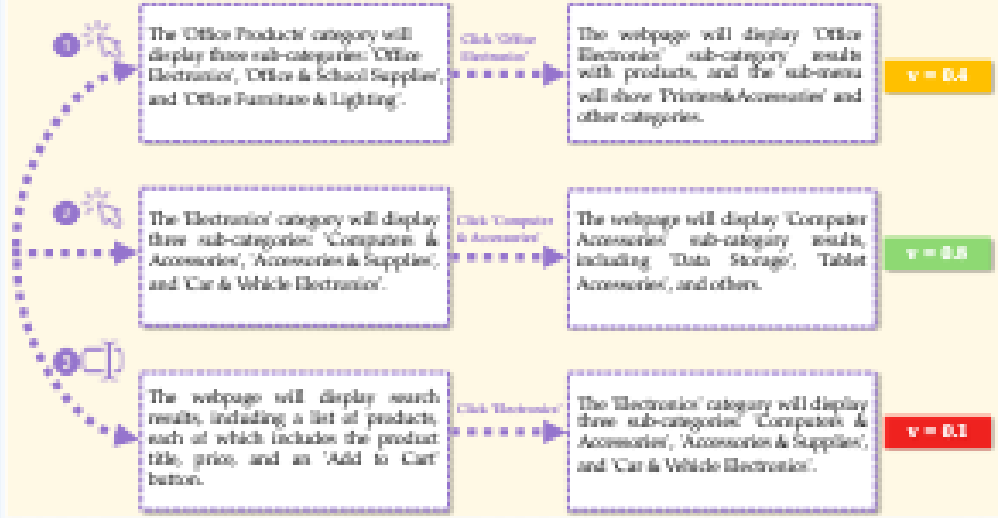 1
The 'Office Products' category will
display three sub-categories: 'Office
Electronics', 'Office & School Supplies',
and 'Office Furniture & Lighting'.
Click 'Office
Electronics'
The webpage will display 'Office
Electronics' sub-category results
with products, and the sub-menu
will show 'Printers&Accessories' and
other categories.
v = 0.4
2
The 'Electronics' category will display
three sub-categories: 'Computers &
Accessories', 'Accessories & Supplies',
and 'Car & Vehicle Electronics'.
Click 'Computer
& Accessories'
The webpage will display 'Computer
Accessories' sub-category results,
including 'Data Storage', 'Tablet
Accessories', and others.
v = 0.8
3
The webpage will display search
results, including a list of products,
each of which includes the product
title, price, and an 'Add to Cart'
button.
Click 'Electronics'
The 'Electronics' category will display
three sub-categories: 'Computers &
Accessories', 'Accessories & Supplies',
and 'Car & Vehicle Electronics'.
v = 0.1